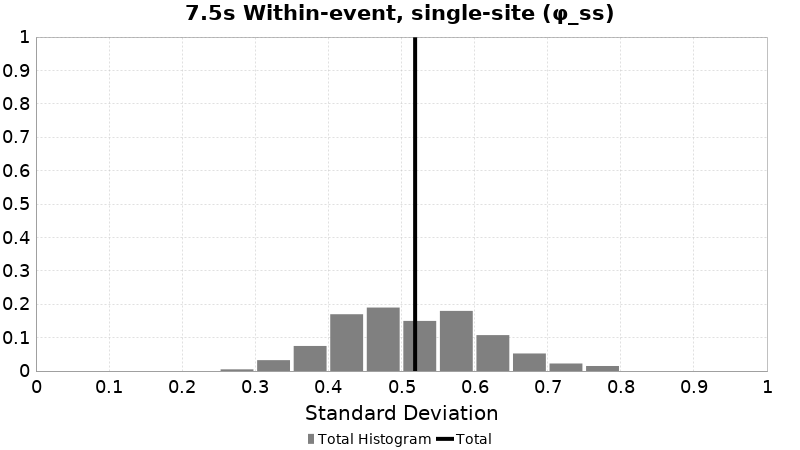 7.5s Within-event, single-site (φ_ss)
1
0.9
0.8
0.7
0.6
0.5
0.4
0.3
0.2
0.1
0
0 0.1 0.2 0.3 0.4 0.5 0.6 0.7 0.8 0.9 1
Standard Deviation
Total Histogram Total